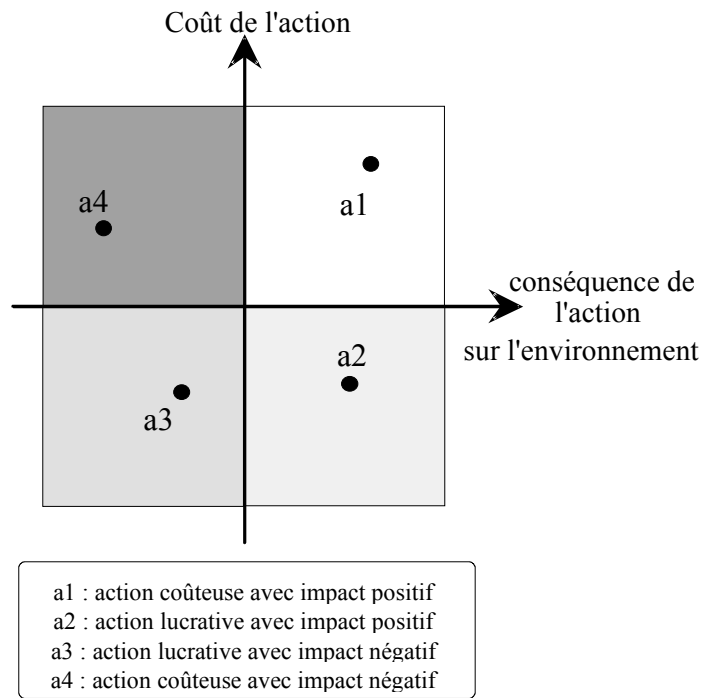 Coût de l'action
a4
a1
conséquence de
l'action
sur l'environnement
a2
a3
a1 : action coûteuse avec impact positif
a2 : action lucrative avec impact positif
a3 : action lucrative avec impact négatif
a4 : action coûteuse avec impact négatif